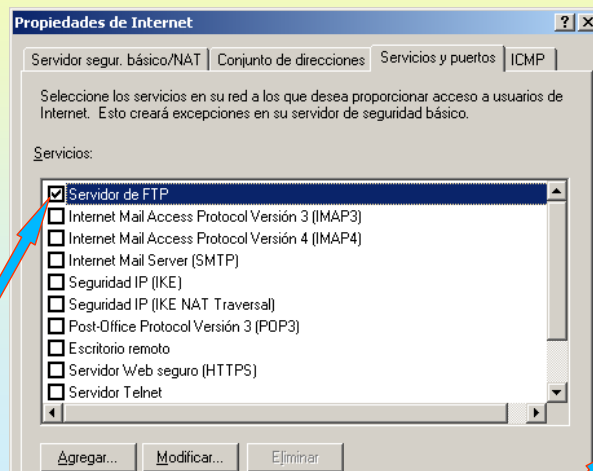 Propiedades de Internet
Servidor segur. básico/NAT
Conjunto de direcciones
Servicios y puertos
ICMP
Seleccione los servicios en su red a los que desea proporcionar acceso a usuarios de
Internet. Esto creará excepciones en su servidor de seguridad básico.
Servicios:
Servidor de FTP
Internet Mail Access Protocol Versión 3 (IMAP3)
Internet Mail Access Protocol Versión 4 (IMAP4)
Internet Mail Server (SMTP)
Seguridad IP (IKE)
Seguridad IP (IKE NAT Traversal)
Post-Office Protocol Versión 3 (POP3)
Escritorio remoto
Servidor Web seguro (HTTPS)
Servidor Telnet
Agregar...
Modificar...
Eliminar